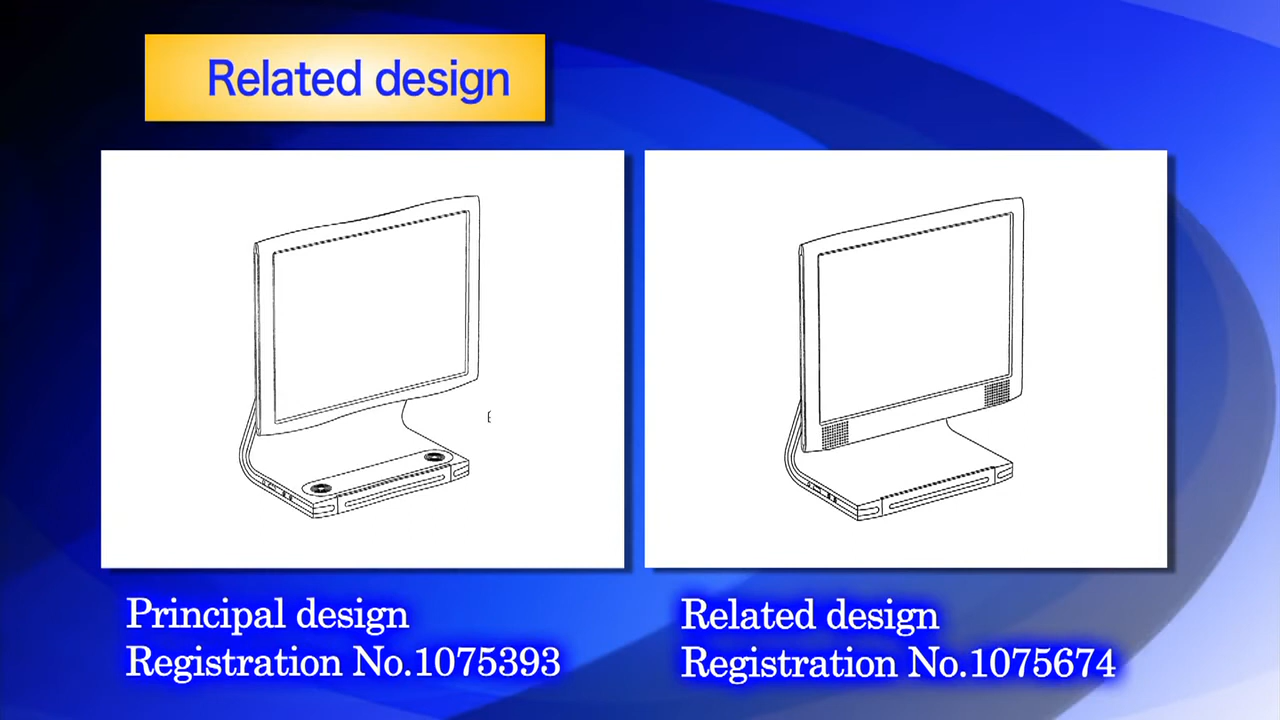 Related design
Principal design
Registration No.1075393
Related design
Registration No.1075674